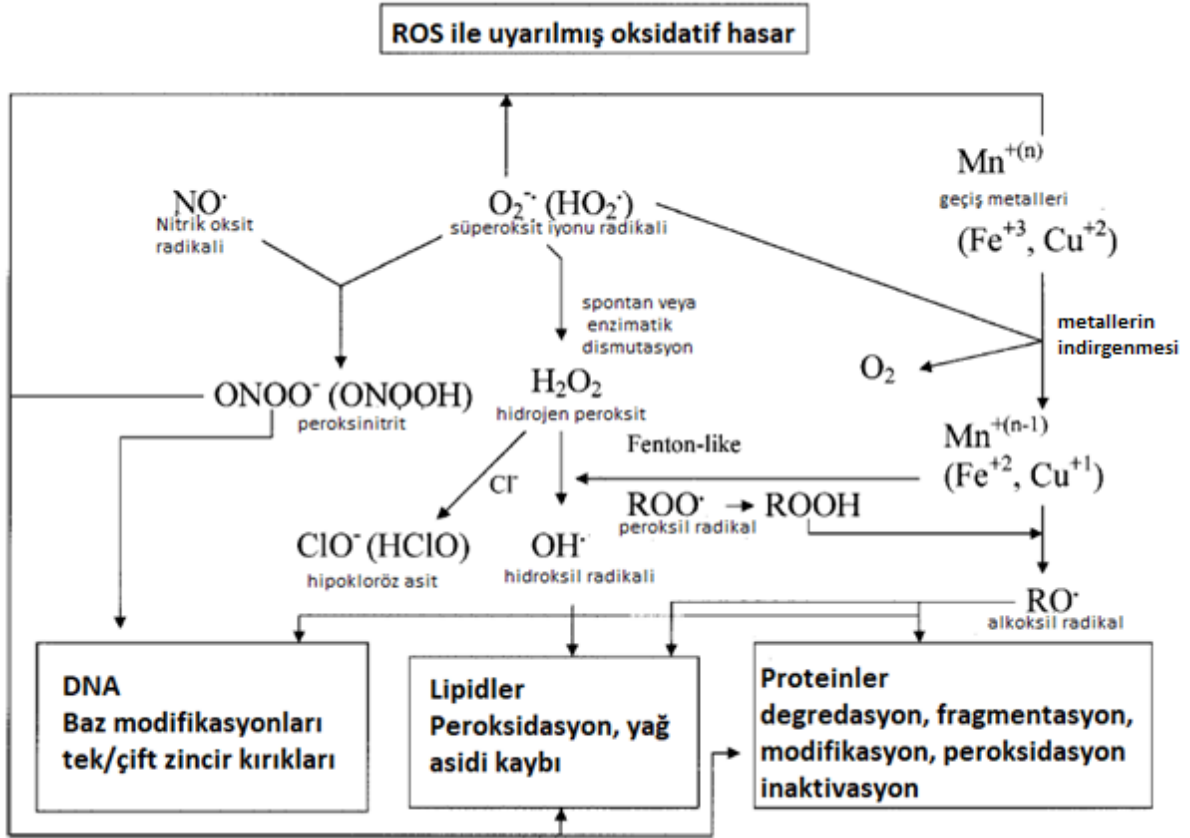 ROS ile uyarılmış oksidatif hasar
Mn+(n)
geçiş metalleri
(Fe+3, Cu+2)
NO·
Nitrik oksit
radikali
O2-· (HO2·)
süperoksit iyonu radikali
spontan veya
enzimatik
dismutasyon
metallerin
indirgenmesi
O2
ONOO- (ONOOH)
peroksinitrit
H2O2
hidrojen peroksit
Mn+(n-1)
(Fe+2, Cu+1)
Fenton-like
Cl-
ROO· ROOH
peroksil radikal
ClO- (HClO)
hipokloröz asit
OH·
hidroksil radikali
RO·
alkoksil radikal
DNA
Baz modifikasyonları
tek/çift zincir kırıkları
Lipidler
Peroksidasyon, yağ
asidi kaybı
Proteinler
degredasyon, fragmentasyon,
modifikasyon, peroksidasyon
inaktivasyon